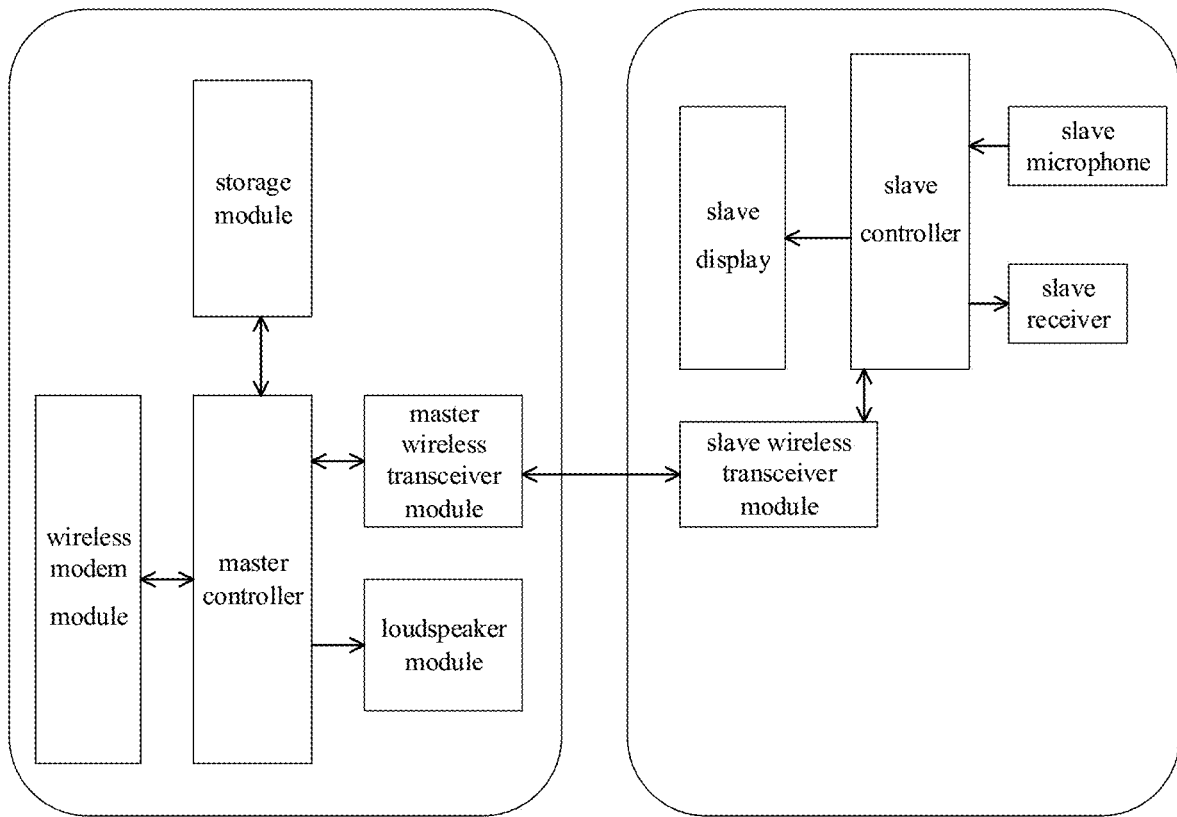 storage
module
wireless
modem
module
master
controller
master
wireless
transceiver
module
loudspeaker
module
slave
display
slave
controller
slave
microphone
slave
receiver
slave wireless
transceiver
module